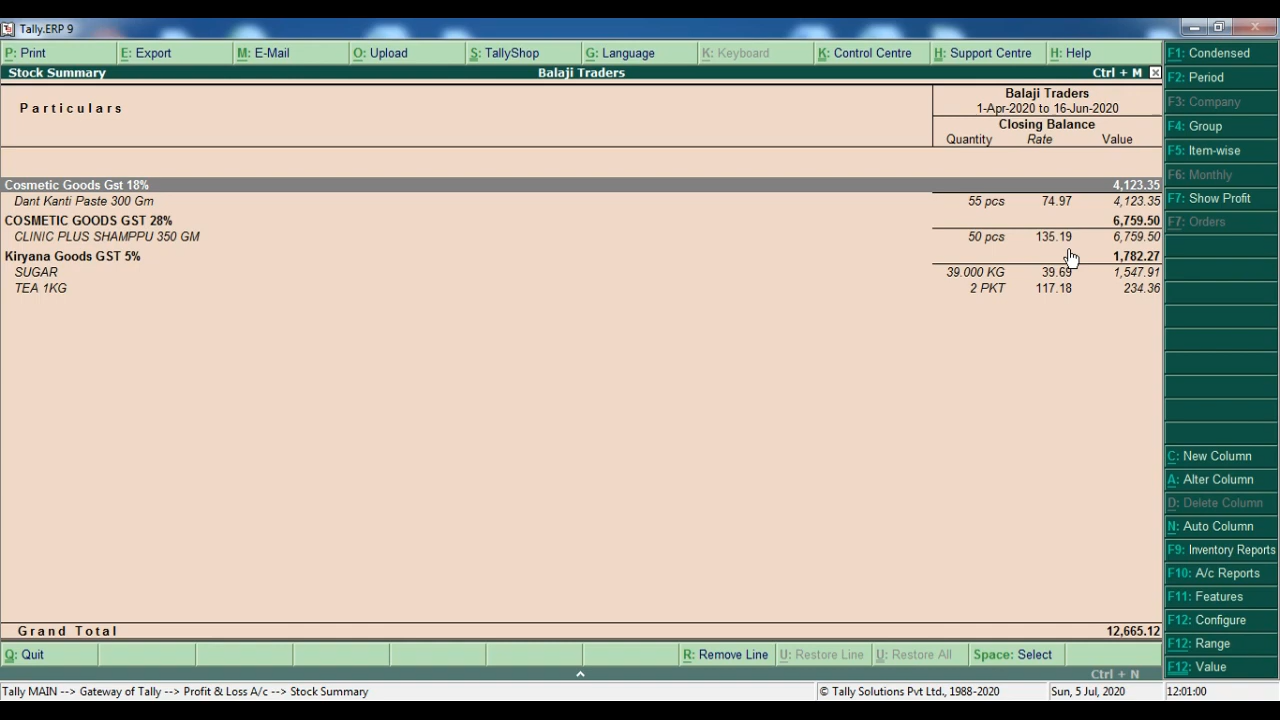 Tally.ERP 9
P: Print E: Export M: E-Mail O: Upload S: TallyShop G: Language K: Keyboard K: Control Centre H: Support Centre H: Help
Stock Summary Balaji Traders Ctrl + M
Particulars Balaji Traders
1-Apr-2020 to 16-Jun-2020
Closing Balance
Quantity Rate Value
Cosmetic Goods Gst 18% 4,123.35
Dant Kanti Paste 300 Gm 55 pcs 74.97 4,123.35
COSMETIC GOODS GST 28% 6,759.50
CLINIC PLUS SHAMPPU 350 GM 50 pcs 135.19 6,759.50
Kiryana Goods GST 5% 1,782.27
SUGAR 39.000 KG 39.69 1,547.91
TEA 1KG 2 PKT 117.18 234.36
Grand Total 12,665.12
F1: Condensed
F2: Period
F3: Company
F4: Group
F5: Item-wise
F6: Monthly
F7: Show Profit
F7: Orders
C: New Column
A: Alter Column
D: Delete Column
N: Auto Column
F9: Inventory Reports
F10: A/c Reports
F11: Features
F12: Configure
F12: Range
F12: Value
Q: Quit R: Remove Line U: Restore Line U: Restore All Space: Select
Ctrl + N
Tally MAIN --> Gateway of Tally --> Profit & Loss A/c --> Stock Summary © Tally Solutions Pvt Ltd., 1988-2020 Sun, 5 Jul, 2020 12:01:00